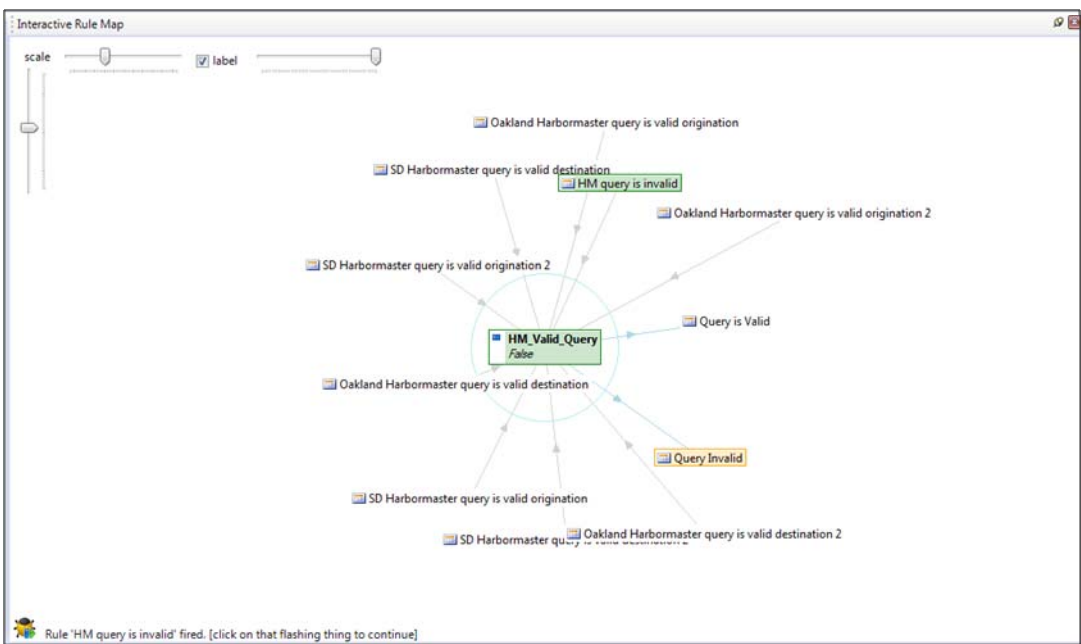 Interactive Rule Map
scale
label
Oakland Harbormaster query is valid origination
SD Harbormaster query is valid destination
HM query is invalid
Oakland Harbormaster query is valid origination 2
SD Harbormaster query is valid origination 2
Query is Valid
HM_Valid_Query
False
Oakland Harbormaster query is valid destination
Query Invalid
SD Harbormaster query is valid origination
Oakland Harbormaster query is valid destination 2
SD Harbormaster
Rule 'HM query is invalid' fired. [click on that flashing thing to continue]